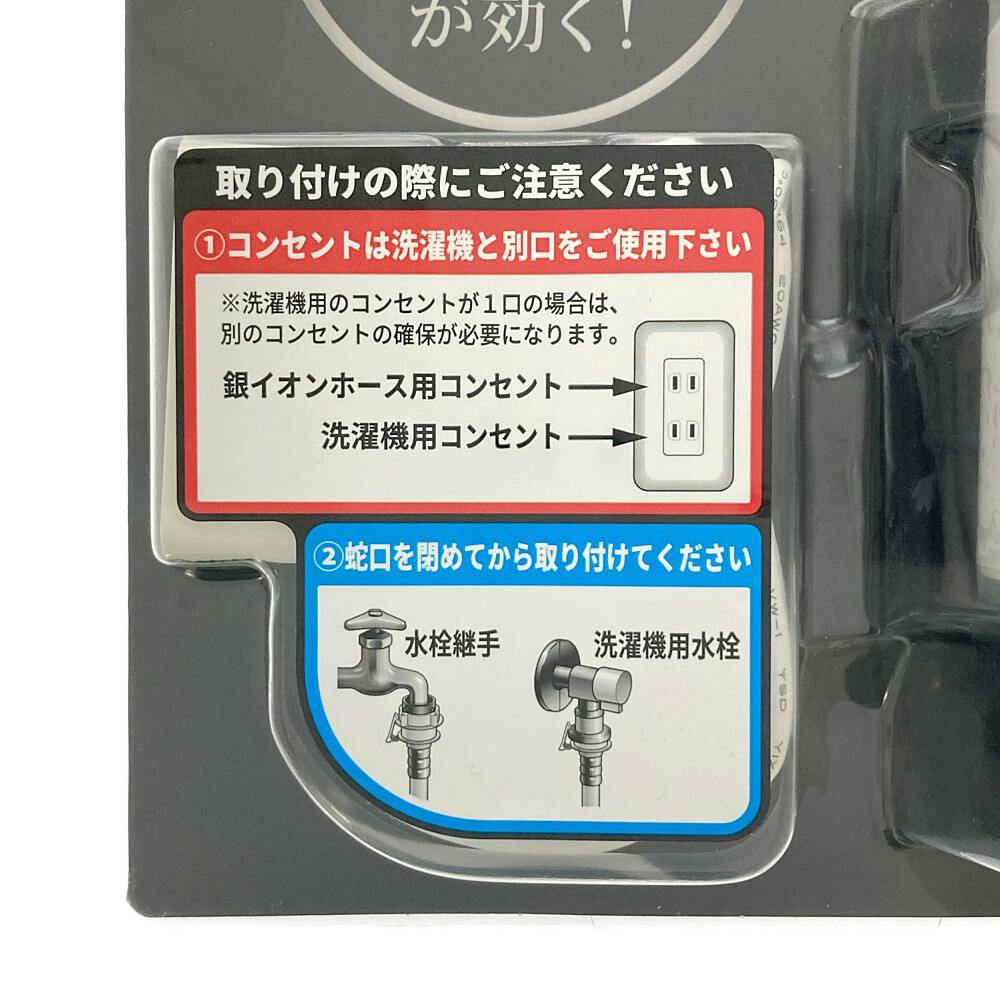 が効く!
取り付けの際にご注意ください
①コンセントは洗濯機と別口をご使用下さい
※洗濯機用のコンセントが1口の場合は、
別のコンセントの確保が必要になります。
銀イオンホース用コンセント
洗濯機用コンセント
②蛇口を閉めてから取り付けてください
水栓継手
洗濯機用水栓
20AWG
VW-1